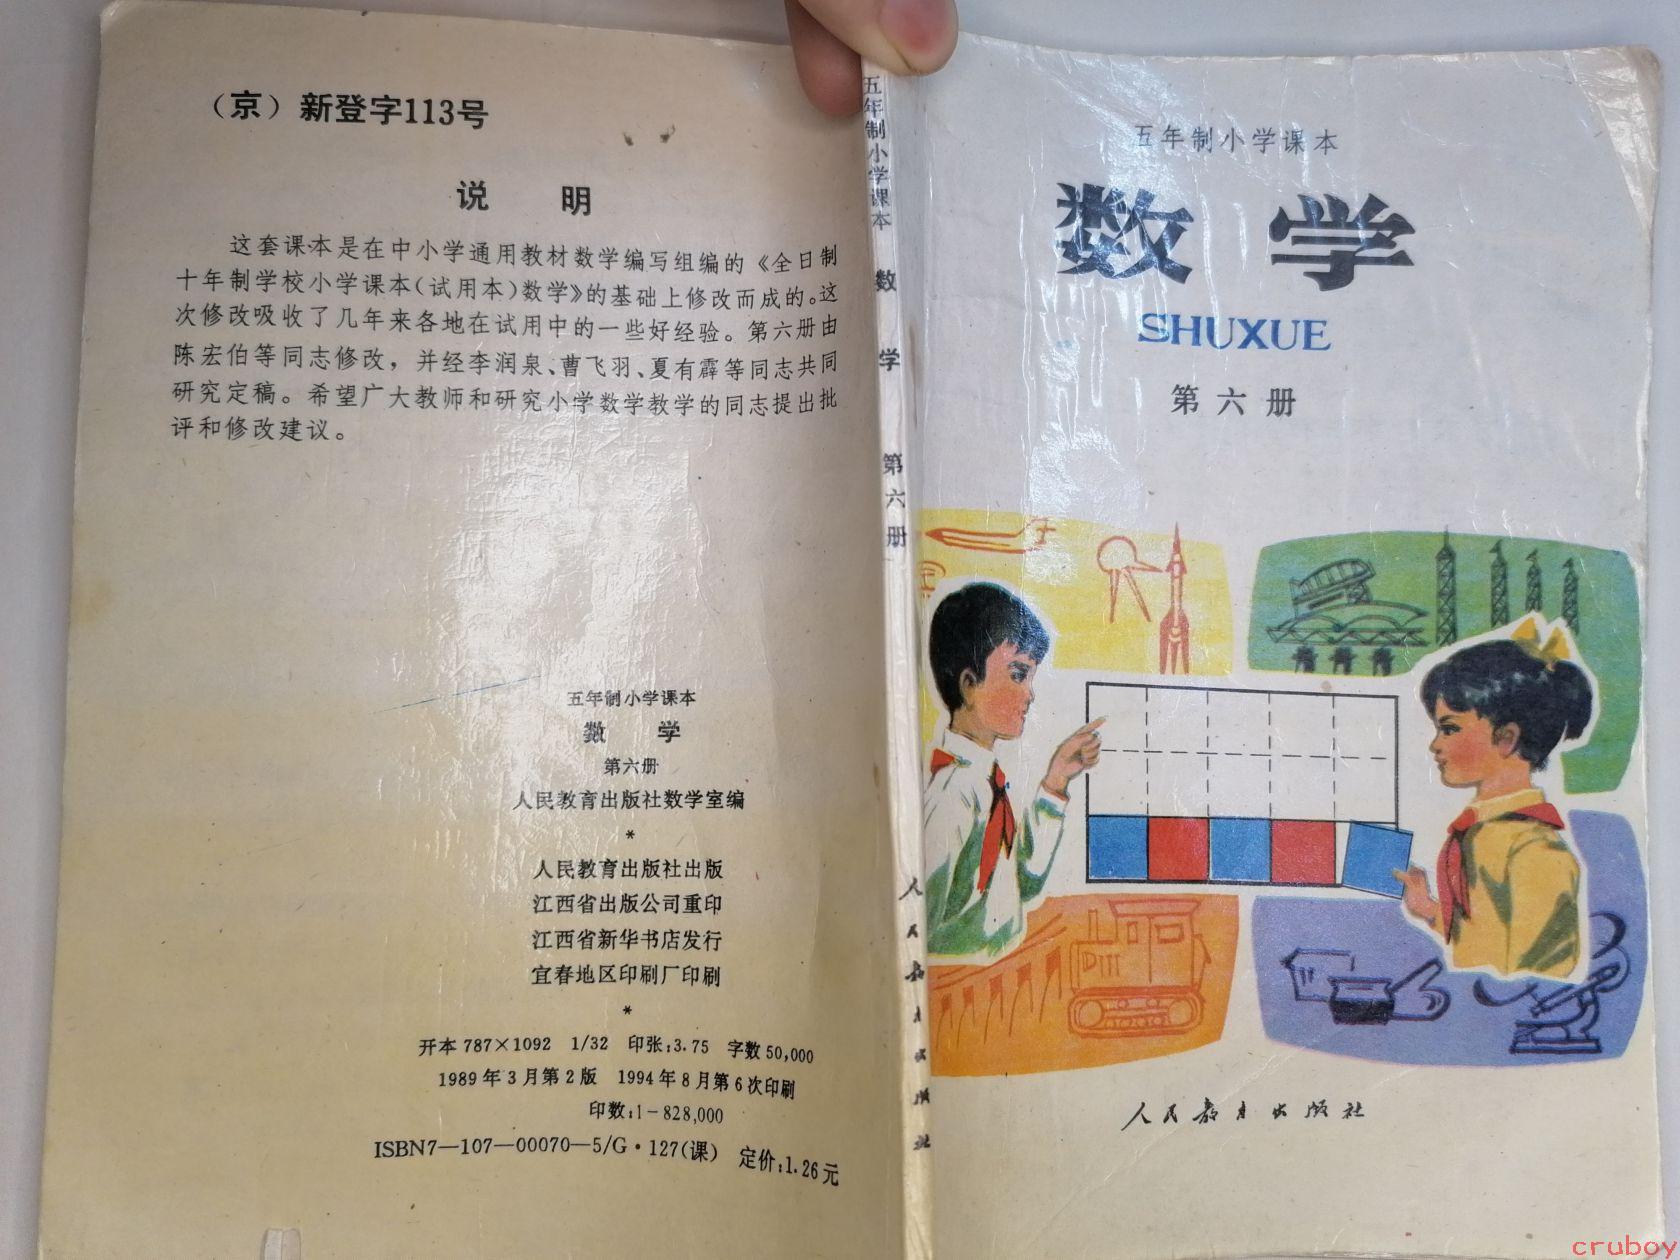 (京)新登字113号
说 明
这套课本是在中小学通用教材数学编写组编的《全日制
十年制学校小学课本(试用本)数学》的基础上修改而成的。这
次修改吸收了几年来各地在试用中的一些好经验。第六册由
陈宏伯等同志修改，并经李润泉、曹飞羽、夏有霖等同志共同
研究定稿。希望广大教师和研究小学数学教学的同志提出批
评和修改建议。
五年制小学课本
数 学
第六册
人民教育出版社数学室编
*
人民教育出版社出版
江西省出版公司重印
江西省新华书店发行
宜春地区印刷厂印刷
*
开本 787×1092 1/32 印张:3.75 字数 50,000
1989年3月第2版 1994年8月第6次印刷
印数:1-828,000
ISBN7—107—00070—5/G·127(课) 定价:1.26元
五年制小学课本 数学 第六册 人民教育出版社
五年制小学课本
数学
SHUXUE
第六册
人民教育出版社
cruboy